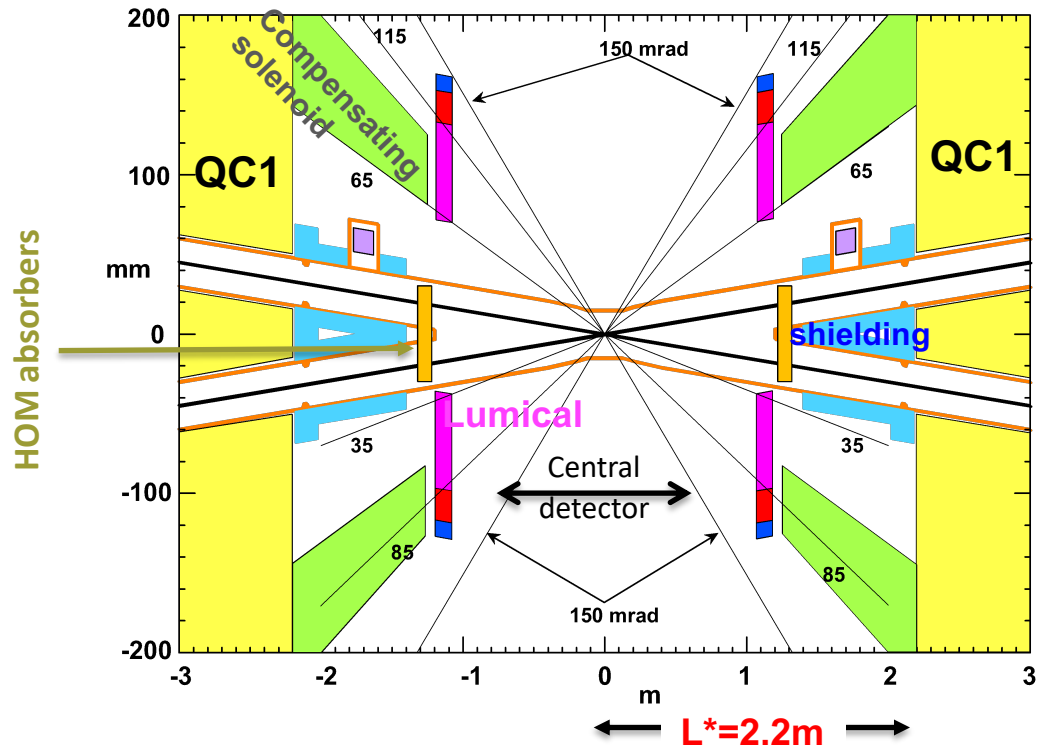 200
Compensating
solenoid
115
150 mrad
115
QC1
QC1
100
65
65
mm
HOM absorbers
0
shielding
Lumical
35
35
Central
detector
-100
85
85
150 mrad
-200
-3
-2
-1
0
1
2
3
m
L*=2.2m